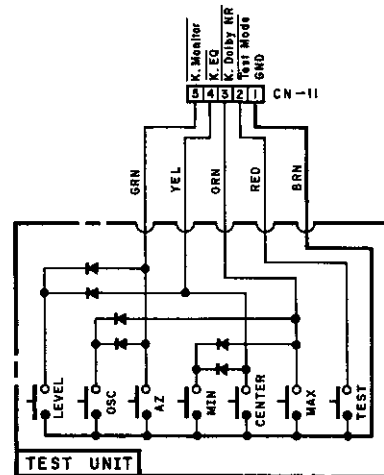 K. Monitor
K. EQ
K. Dolby NR
Test Mode
GND
5 4 3 2 1 CN-11
GRN
YEL
ORN
RED
BRN
LEVEL
OSC
AZ
MIN
CENTER
MAX
TEST
TEST UNIT